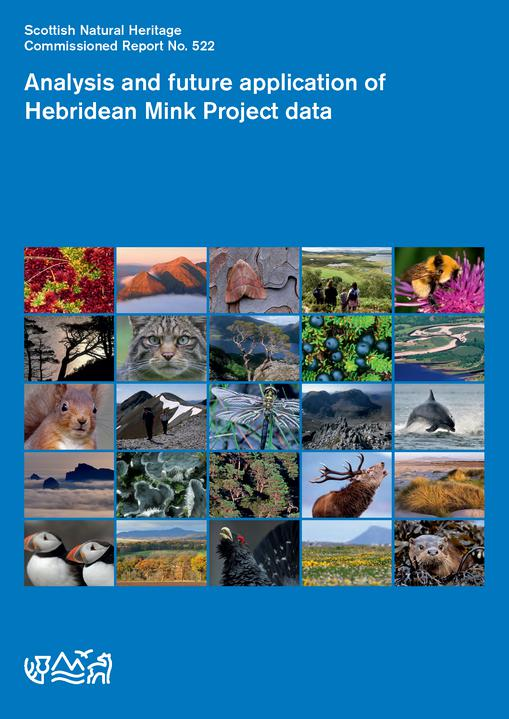 Scottish Natural Heritage
Commissioned Report No. 522
Analysis and future application of
Hebridean Mink Project data